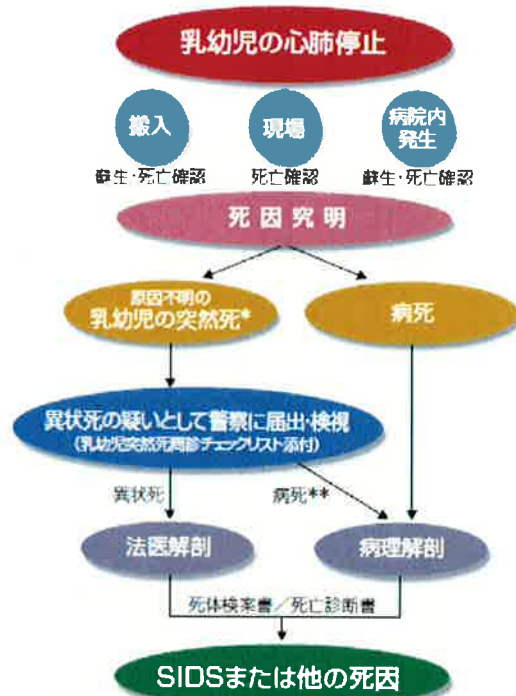 乳幼児の心肺停止
搬入
現場
病院内
発生
蘇生・死亡確認
死亡確認
蘇生・死亡確認
死因究明
原因不明の
乳幼児の突然死*
病死
異状死の疑いとして警察に届出・検視
(乳幼児突然死問診チェックリスト添付)
異状死
病死**
法医解剖
病理解剖
死体検案書/死亡診断書
SIDSまたは他の死因